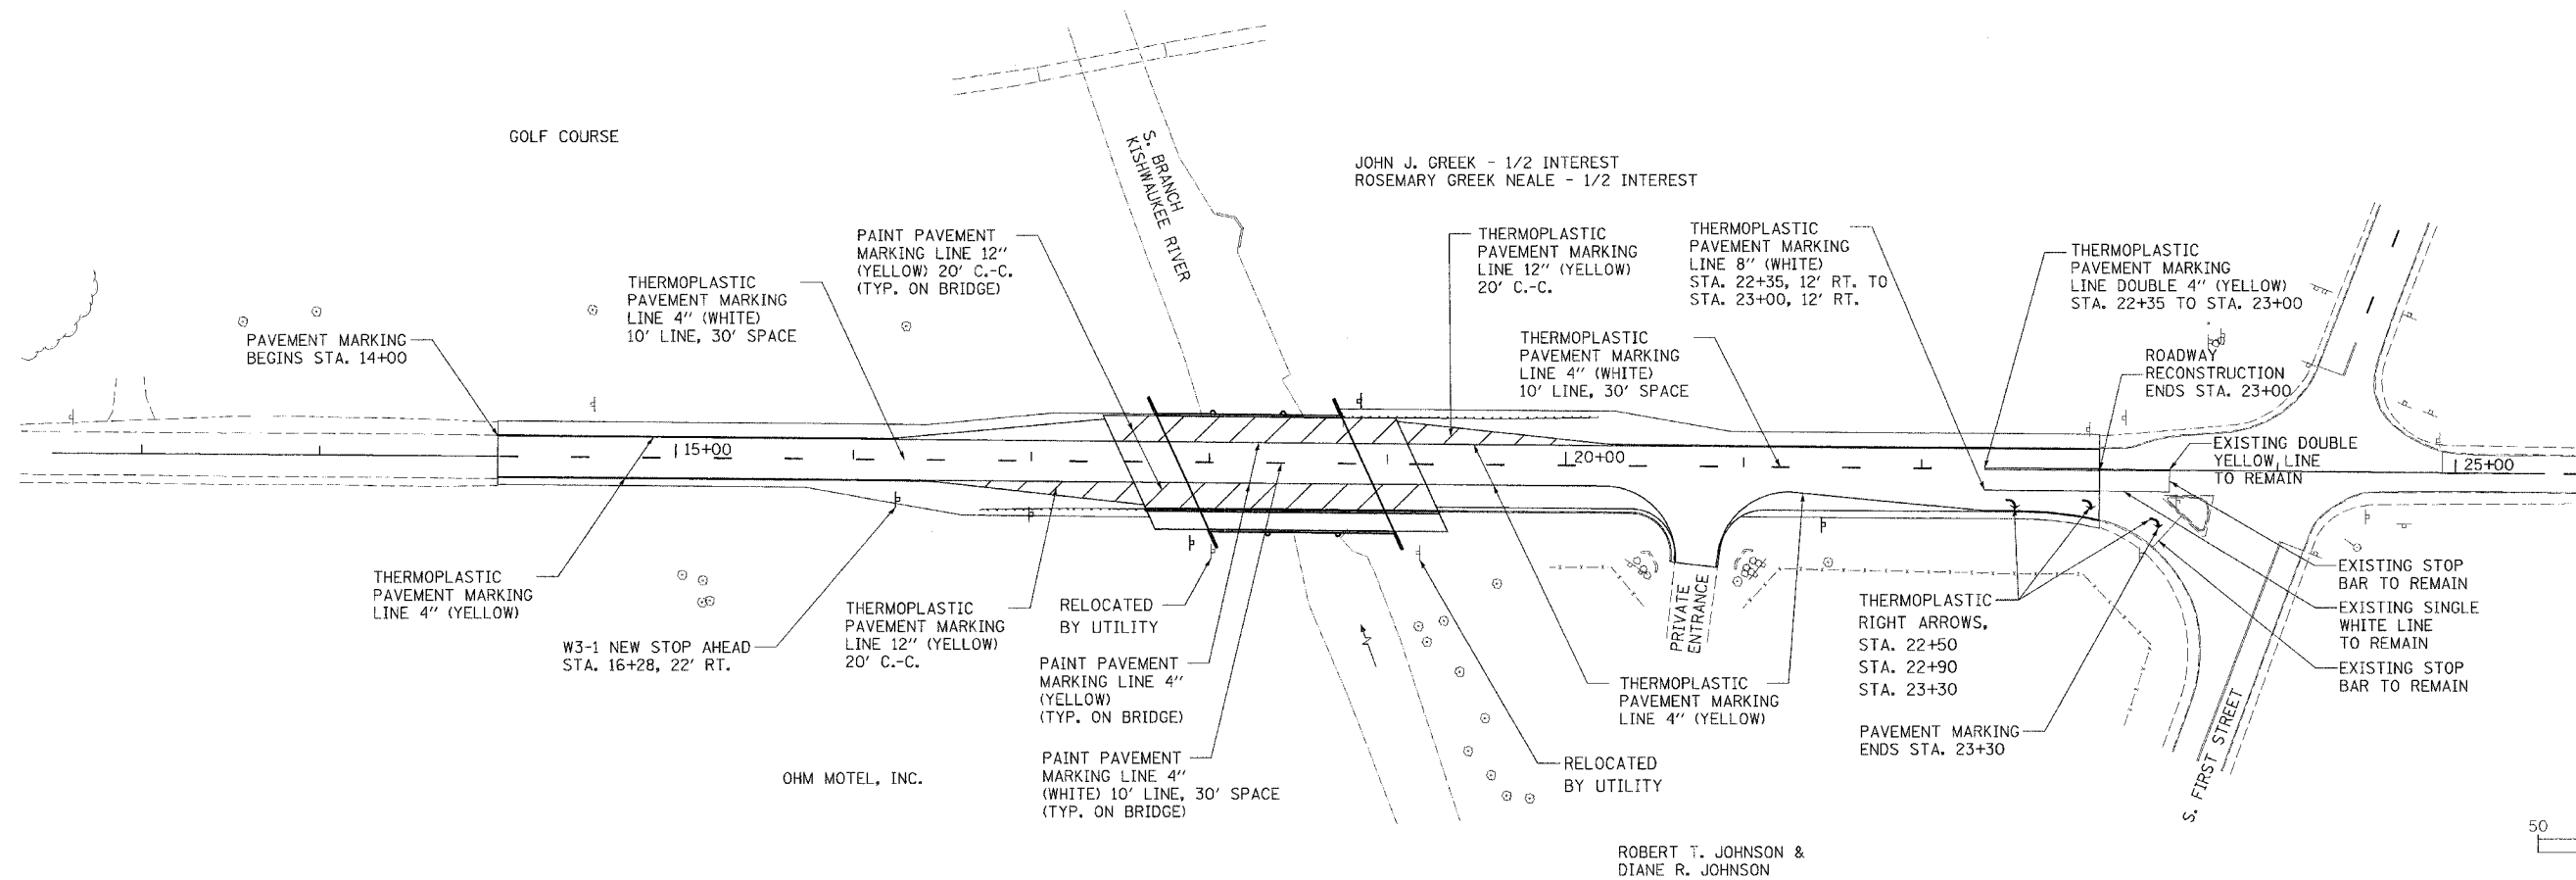 GOLF COURSE
S. BRANCH
KISHWAUKEE RIVER
JOHN J. GREEK - 1/2 INTEREST
ROSEMARY GREEK NEALE - 1/2 INTEREST
PAVEMENT MARKING
BEGINS STA. 14+00
THERMOPLASTIC
PAVEMENT MARKING
LINE 4" (WHITE)
10' LINE, 30' SPACE
PAINT PAVEMENT
MARKING LINE 12"
(YELLOW) 20' C.-C.
(TYP. ON BRIDGE)
THERMOPLASTIC
PAVEMENT MARKING
LINE 12" (YELLOW)
20' C.-C.
THERMOPLASTIC
PAVEMENT MARKING
LINE 4" (WHITE)
10' LINE, 30' SPACE
THERMOPLASTIC
PAVEMENT MARKING
LINE 8" (WHITE)
STA. 22+35, 12' RT. TO
STA. 23+00, 12' RT.
THERMOPLASTIC
PAVEMENT MARKING
LINE DOUBLE 4" (YELLOW)
STA. 22+35 TO STA. 23+00
ROADWAY
RECONSTRUCTION
ENDS STA. 23+00
EXISTING DOUBLE
YELLOW LINE
TO REMAIN
15+00
20+00
25+00
THERMOPLASTIC
PAVEMENT MARKING
LINE 4" (YELLOW)
W3-1 NEW STOP AHEAD
STA. 16+28, 22' RT.
THERMOPLASTIC
PAVEMENT MARKING
LINE 12" (YELLOW)
20' C.-C.
RELOCATED
BY UTILITY
PAINT PAVEMENT
MARKING LINE 4"
(YELLOW)
(TYP. ON BRIDGE)
PAINT PAVEMENT
MARKING LINE 4"
(WHITE) 10' LINE, 30' SPACE
(TYP. ON BRIDGE)
OHM MOTEL, INC.
RELOCATED
BY UTILITY
THERMOPLASTIC
PAVEMENT MARKING
LINE 4" (YELLOW)
PRIVATE
ENTRANCE
THERMOPLASTIC
RIGHT ARROWS,
STA. 22+50
STA. 22+90
STA. 23+30
PAVEMENT MARKING
ENDS STA. 23+30
EXISTING STOP
BAR TO REMAIN
EXISTING SINGLE
WHITE LINE
TO REMAIN
EXISTING STOP
BAR TO REMAIN
S. FIRST STREET
ROBERT T. JOHNSON &
DIANE R. JOHNSON
50